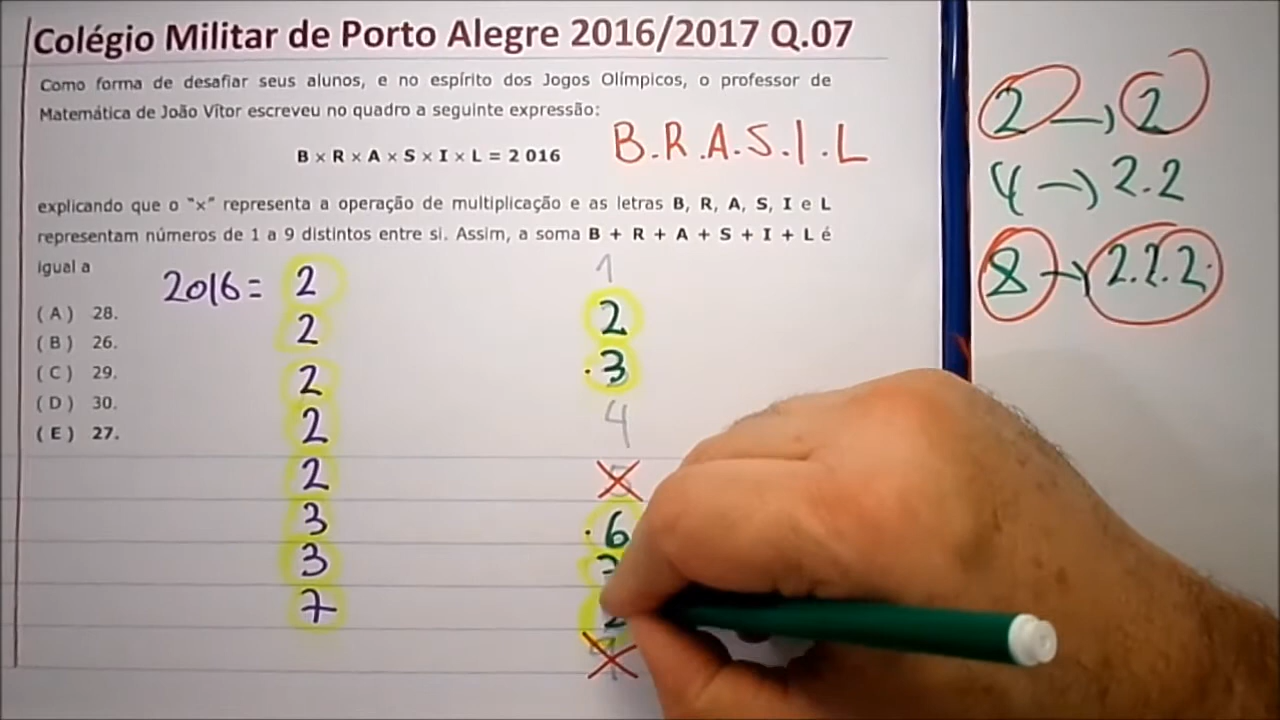 Colégio Militar de Porto Alegre 2016/2017 Q.07
Como forma de desafiar seus alunos, e no espírito dos Jogos Olímpicos, o professor de
Matemática de João Vítor escreveu no quadro a seguinte expressão:
B × R × A × S × I × L = 2 016
B.R.A.S.I.L
explicando que o "×" representa a operação de multiplicação e as letras B, R, A, S, I e L
representam números de 1 a 9 distintos entre si. Assim, a soma B + R + A + S + I + L é
igual a
(A) 28.
(B) 26.
(C) 29.
(D) 30.
(E) 27.
2016= 2
2
2
2
2
3
3
7
1
2
.3
4
.6
2→2
4→2.2
8→2.2.2.